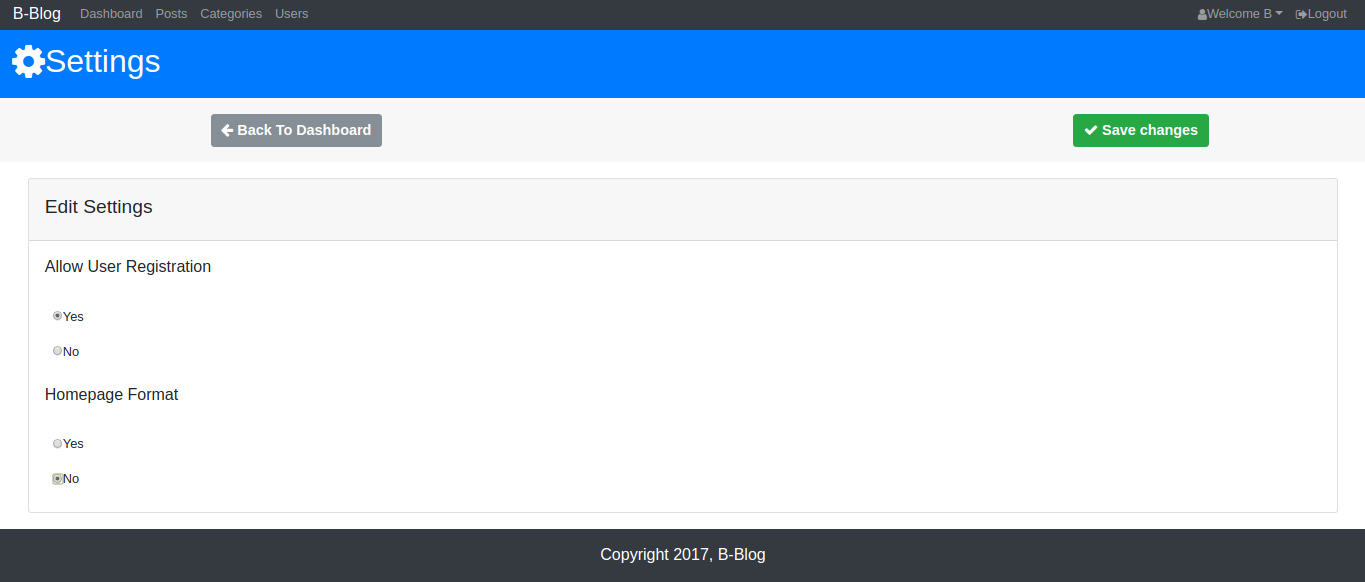 B-Blog Dashboard Posts Categories Users Welcome B Logout
Settings
Back To Dashboard Save changes
Edit Settings
Allow User Registration
Yes
No
Homepage Format
Yes
No
Copyright 2017, B-Blog